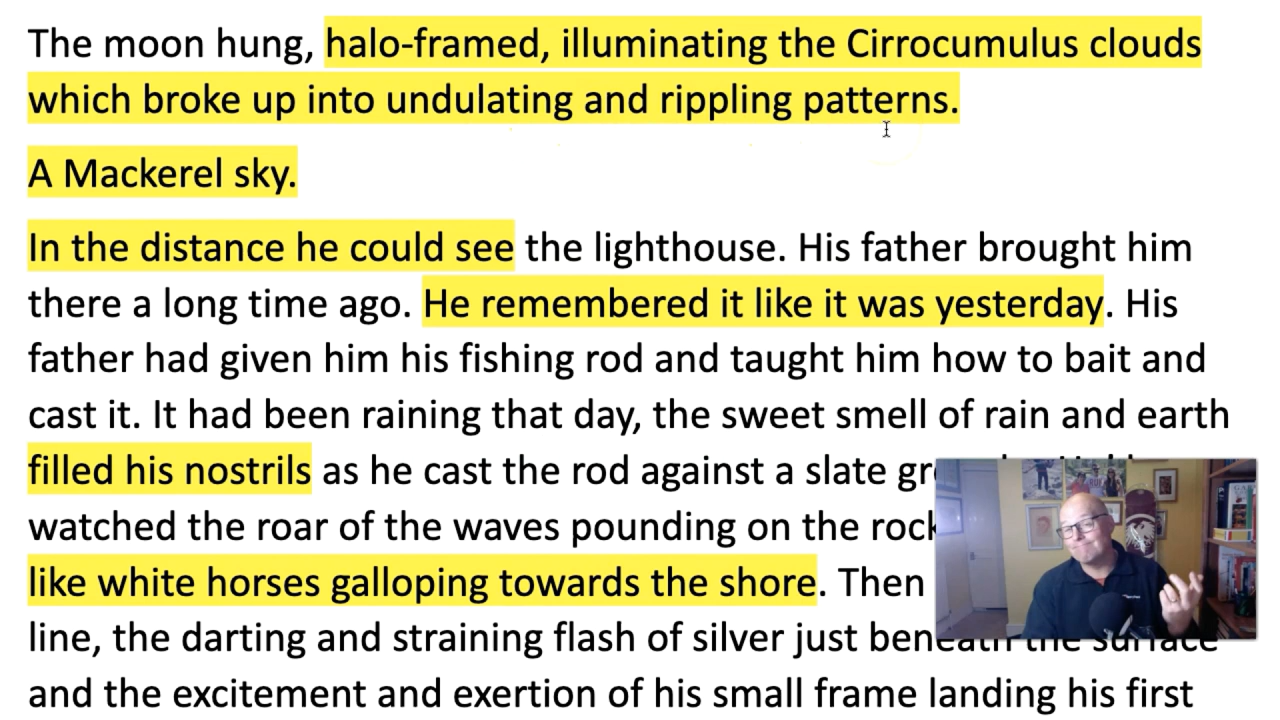 The moon hung, halo-framed, illuminating the Cirrocumulus clouds
which broke up into undulating and rippling patterns.
A Mackerel sky.
In the distance he could see the lighthouse. His father brought him
there a long time ago. He remembered it like it was yesterday. His
father had given him his fishing rod and taught him how to bait and
cast it. It had been raining that day, the sweet smell of rain and earth
filled his nostrils as he cast the rod against a slate
watched the roar of the waves pounding on the
like white horses galloping towards the shore. Then
line, the darting and straining flash of silver just beneath the surface
and the excitement and exertion of his small frame landing his first